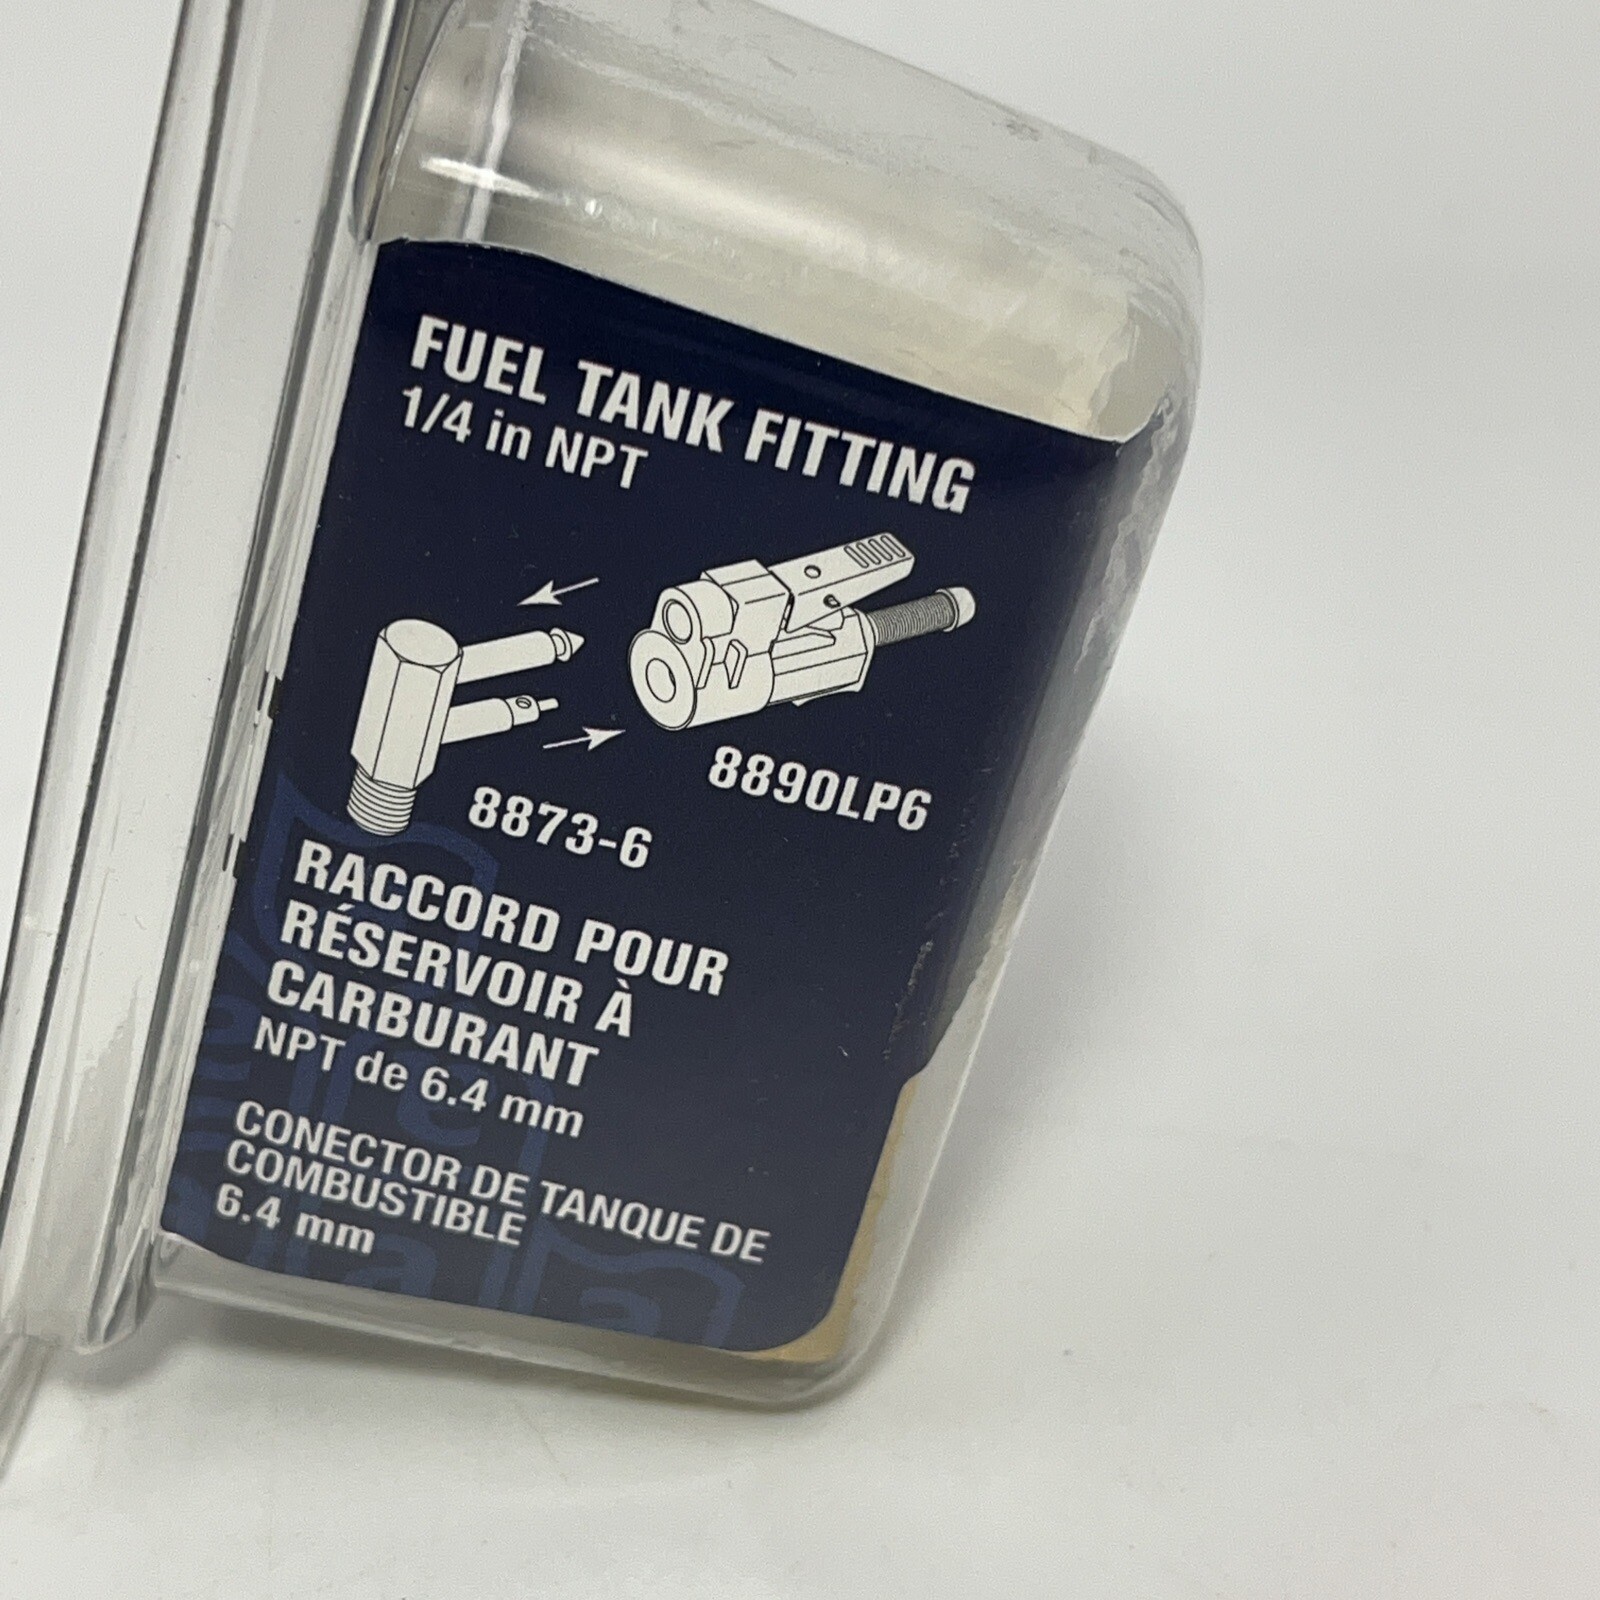 FUEL TANK FITTING
1/4 in NPT
8890LP6
8873-6
RACCORD POUR
RÉSERVOIR À
CARBURANT
NPT de 6.4 mm
CONECTOR DE TANQUE DE
COMBUSTIBLE
6.4 mm